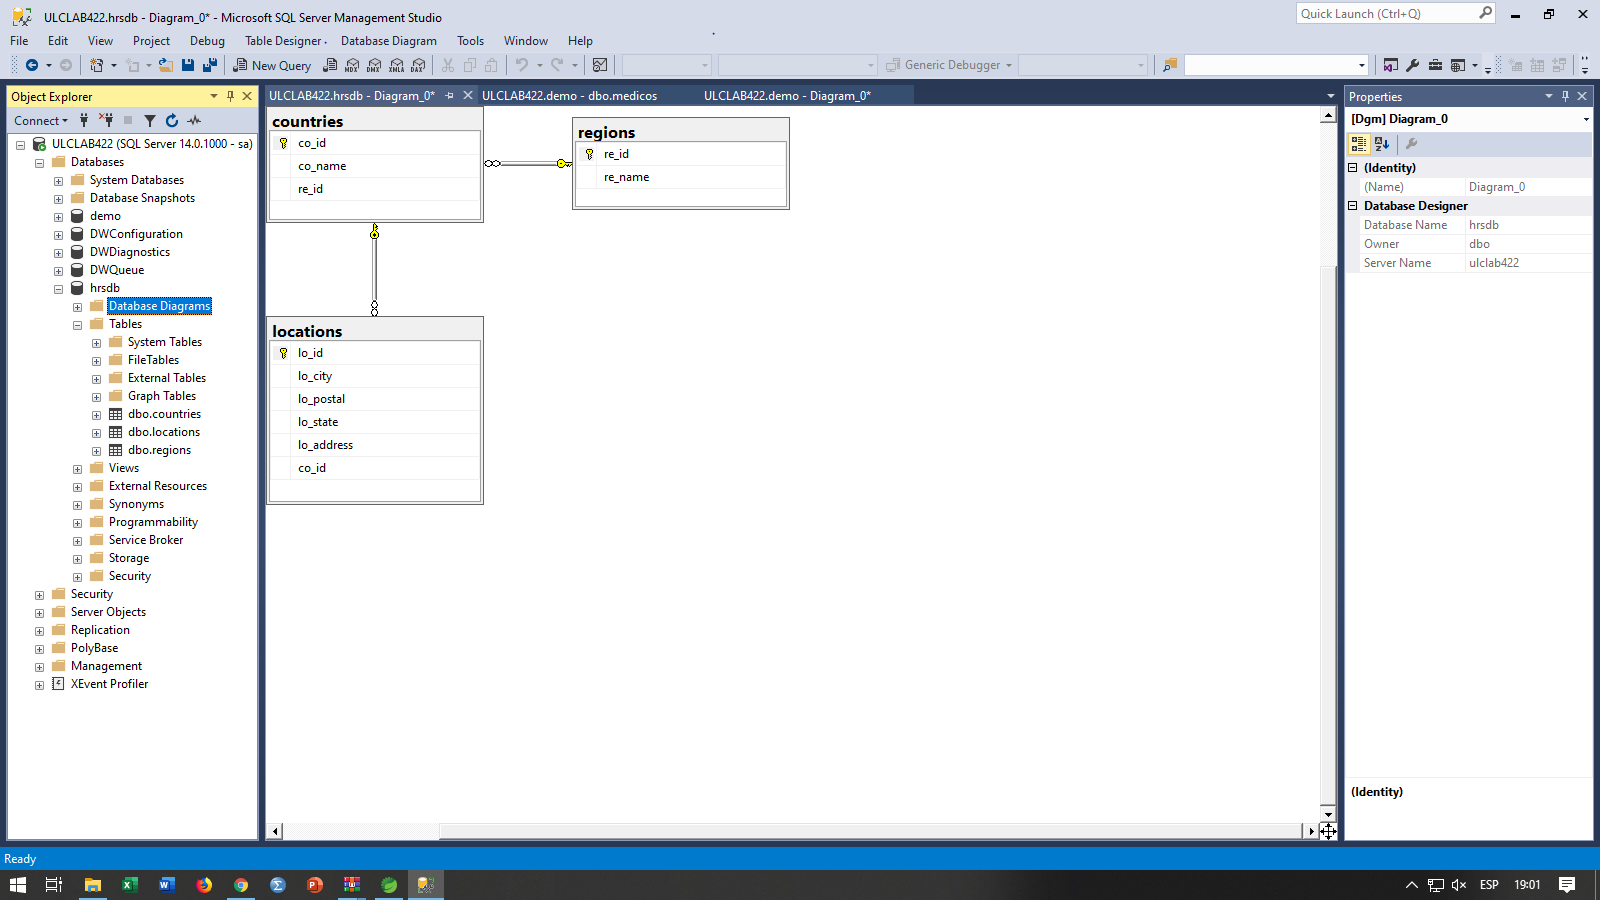 ULCLAB422.hrsdb - Diagram_0* - Microsoft SQL Server Management Studio
Quick Launch (Ctrl+Q)
File Edit View Project Debug Table Designer Database Diagram Tools Window Help
New Query
MDX DMX XMLA DAX
Generic Debugger
Object Explorer
Connect
ULCLAB422 (SQL Server 14.0.1000 - sa)
Databases
System Databases
Database Snapshots
demo
DWConfiguration
DWDiagnostics
DWQueue
hrsdb
Database Diagrams
Tables
System Tables
FileTables
External Tables
Graph Tables
dbo.countries
dbo.locations
dbo.regions
Views
External Resources
Synonyms
Programmability
Service Broker
Storage
Security
Security
Server Objects
Replication
PolyBase
Management
XEvent Profiler
ULCLAB422.hrsdb - Diagram_0* ULCLAB422.demo - dbo.medicos ULCLAB422.demo - Diagram_0*
countries
co_id
co_name
re_id
regions
re_id
re_name
locations
lo_id
lo_city
lo_postal
lo_state
lo_address
co_id
Properties
[Dgm] Diagram_0
(Identity)
(Name) Diagram_0
Database Designer
Database Name hrsdb
Owner dbo
Server Name ulclab422
(Identity)
Ready
ESP 19:01